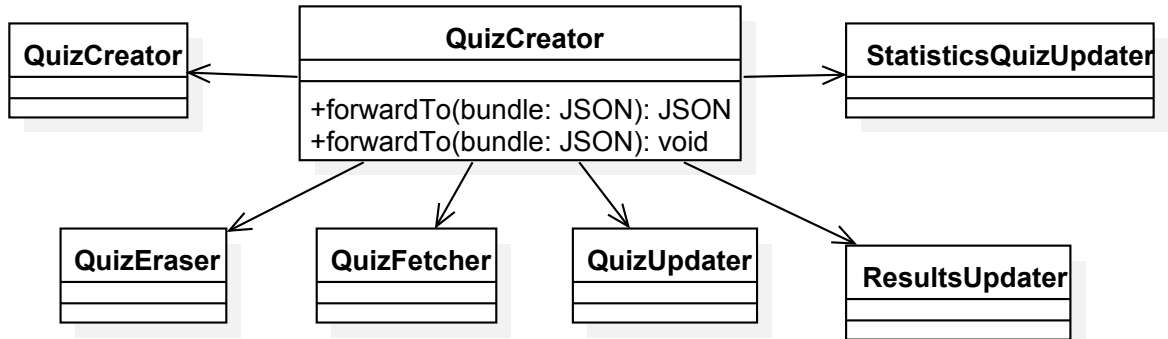 QuizCreator
QuizCreator
+forwardTo(bundle: JSON): JSON
+forwardTo(bundle: JSON): void
StatisticsQuizUpdater
QuizEraser
QuizFetcher
QuizUpdater
ResultsUpdater